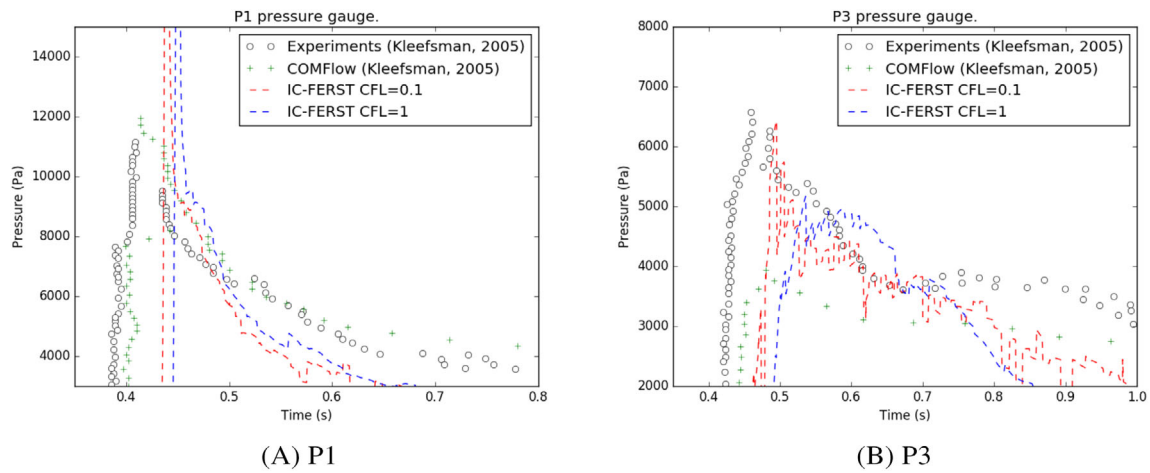 P1 pressure gauge.
Experiments (Kleefsman, 2005)
COMFlow (Kleefsman, 2005)
IC-FERST CFL=0.1
IC-FERST CFL=1
14000
12000
10000
8000
6000
4000
Pressure (Pa)
0.4 0.5 0.6 0.7 0.8
Time (s)
(A) P1
P3 pressure gauge.
Experiments (Kleefsman, 2005)
COMFlow (Kleefsman, 2005)
IC-FERST CFL=0.1
IC-FERST CFL=1
8000
7000
6000
5000
4000
3000
2000
Pressure (Pa)
0.4 0.5 0.6 0.7 0.8 0.9 1.0
Time (s)
(B) P3